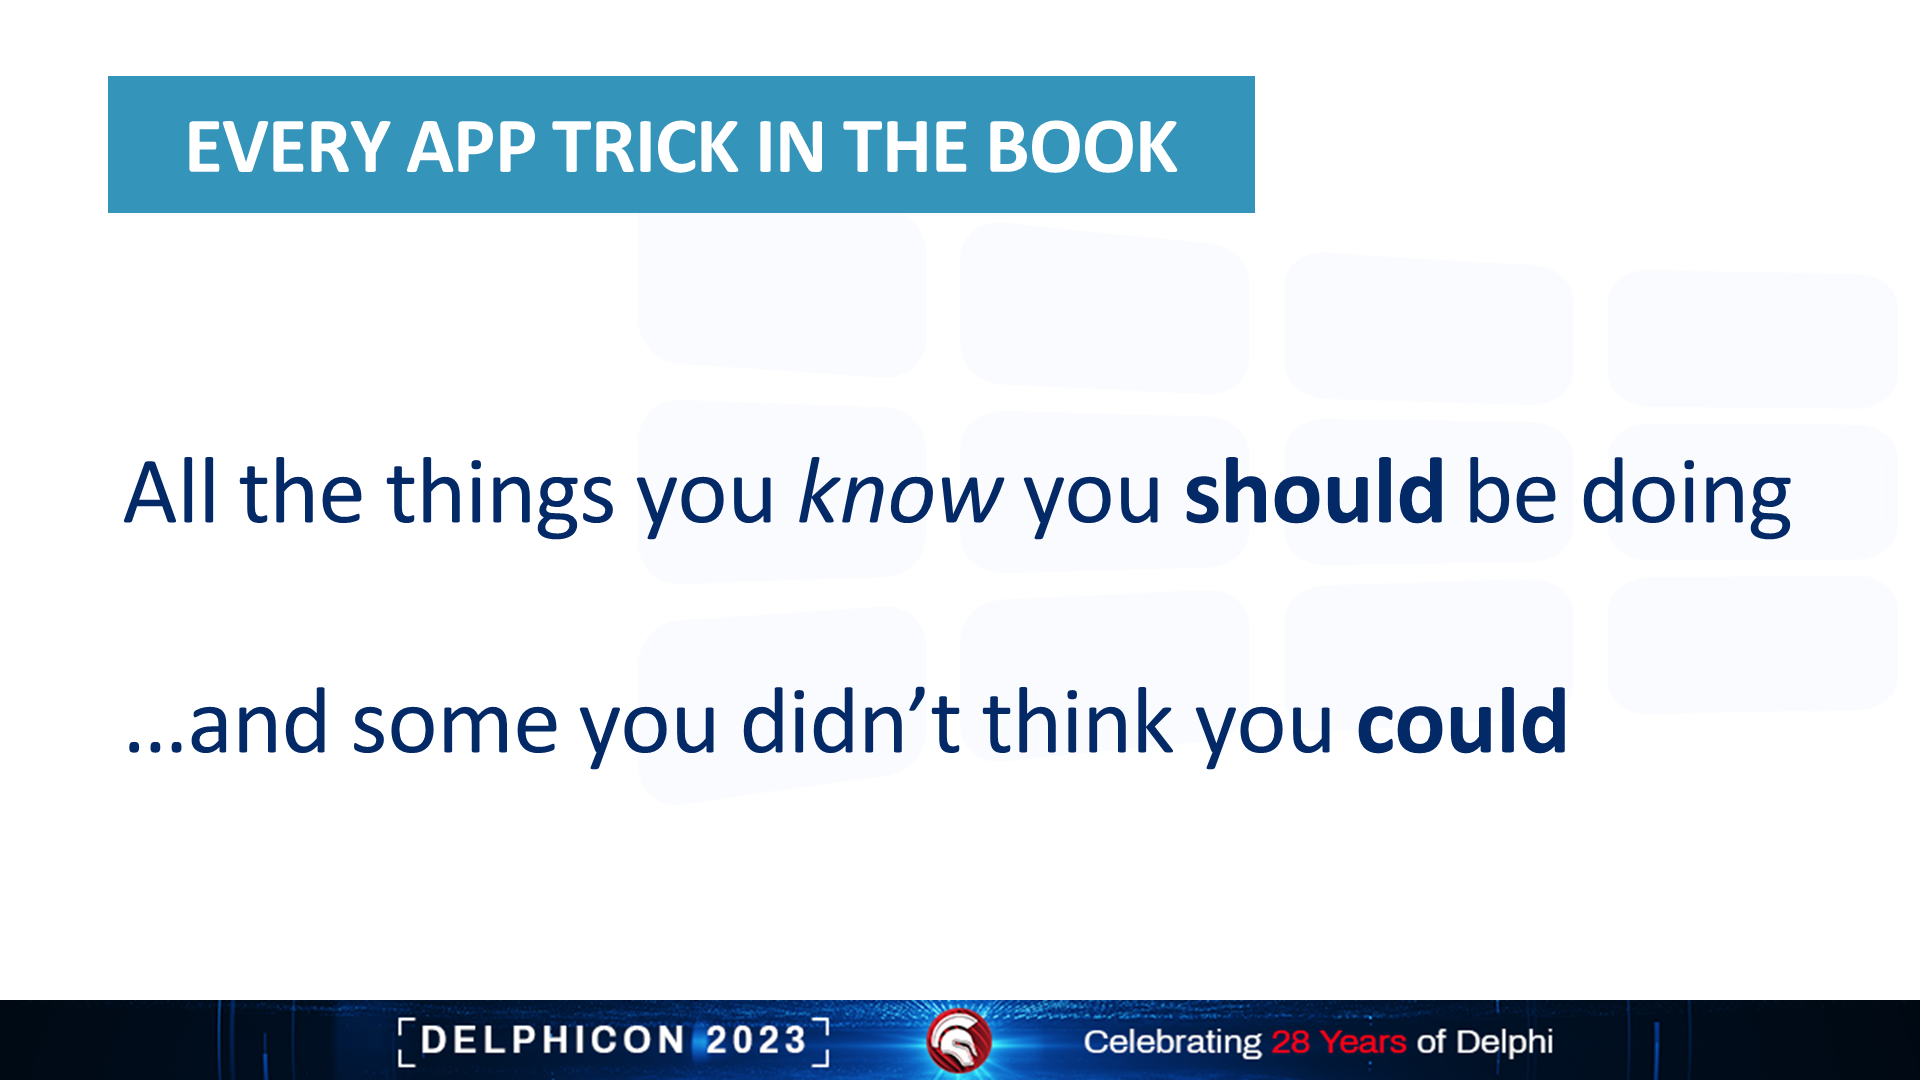 EVERY APP TRICK IN THE BOOK
All the things you know you should be doing
...and some you didn’t think you could
DELPHICON 2023
Celebrating 28 Years of Delphi